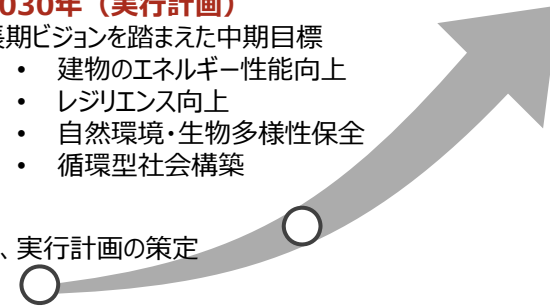 030年（実行計画）
長期ビジョンを踏まえた中期目標
• 建物のエネルギー性能向上
• レジリエンス向上
• 自然環境・生物多様性保全
• 循環型社会構築
、実行計画の策定